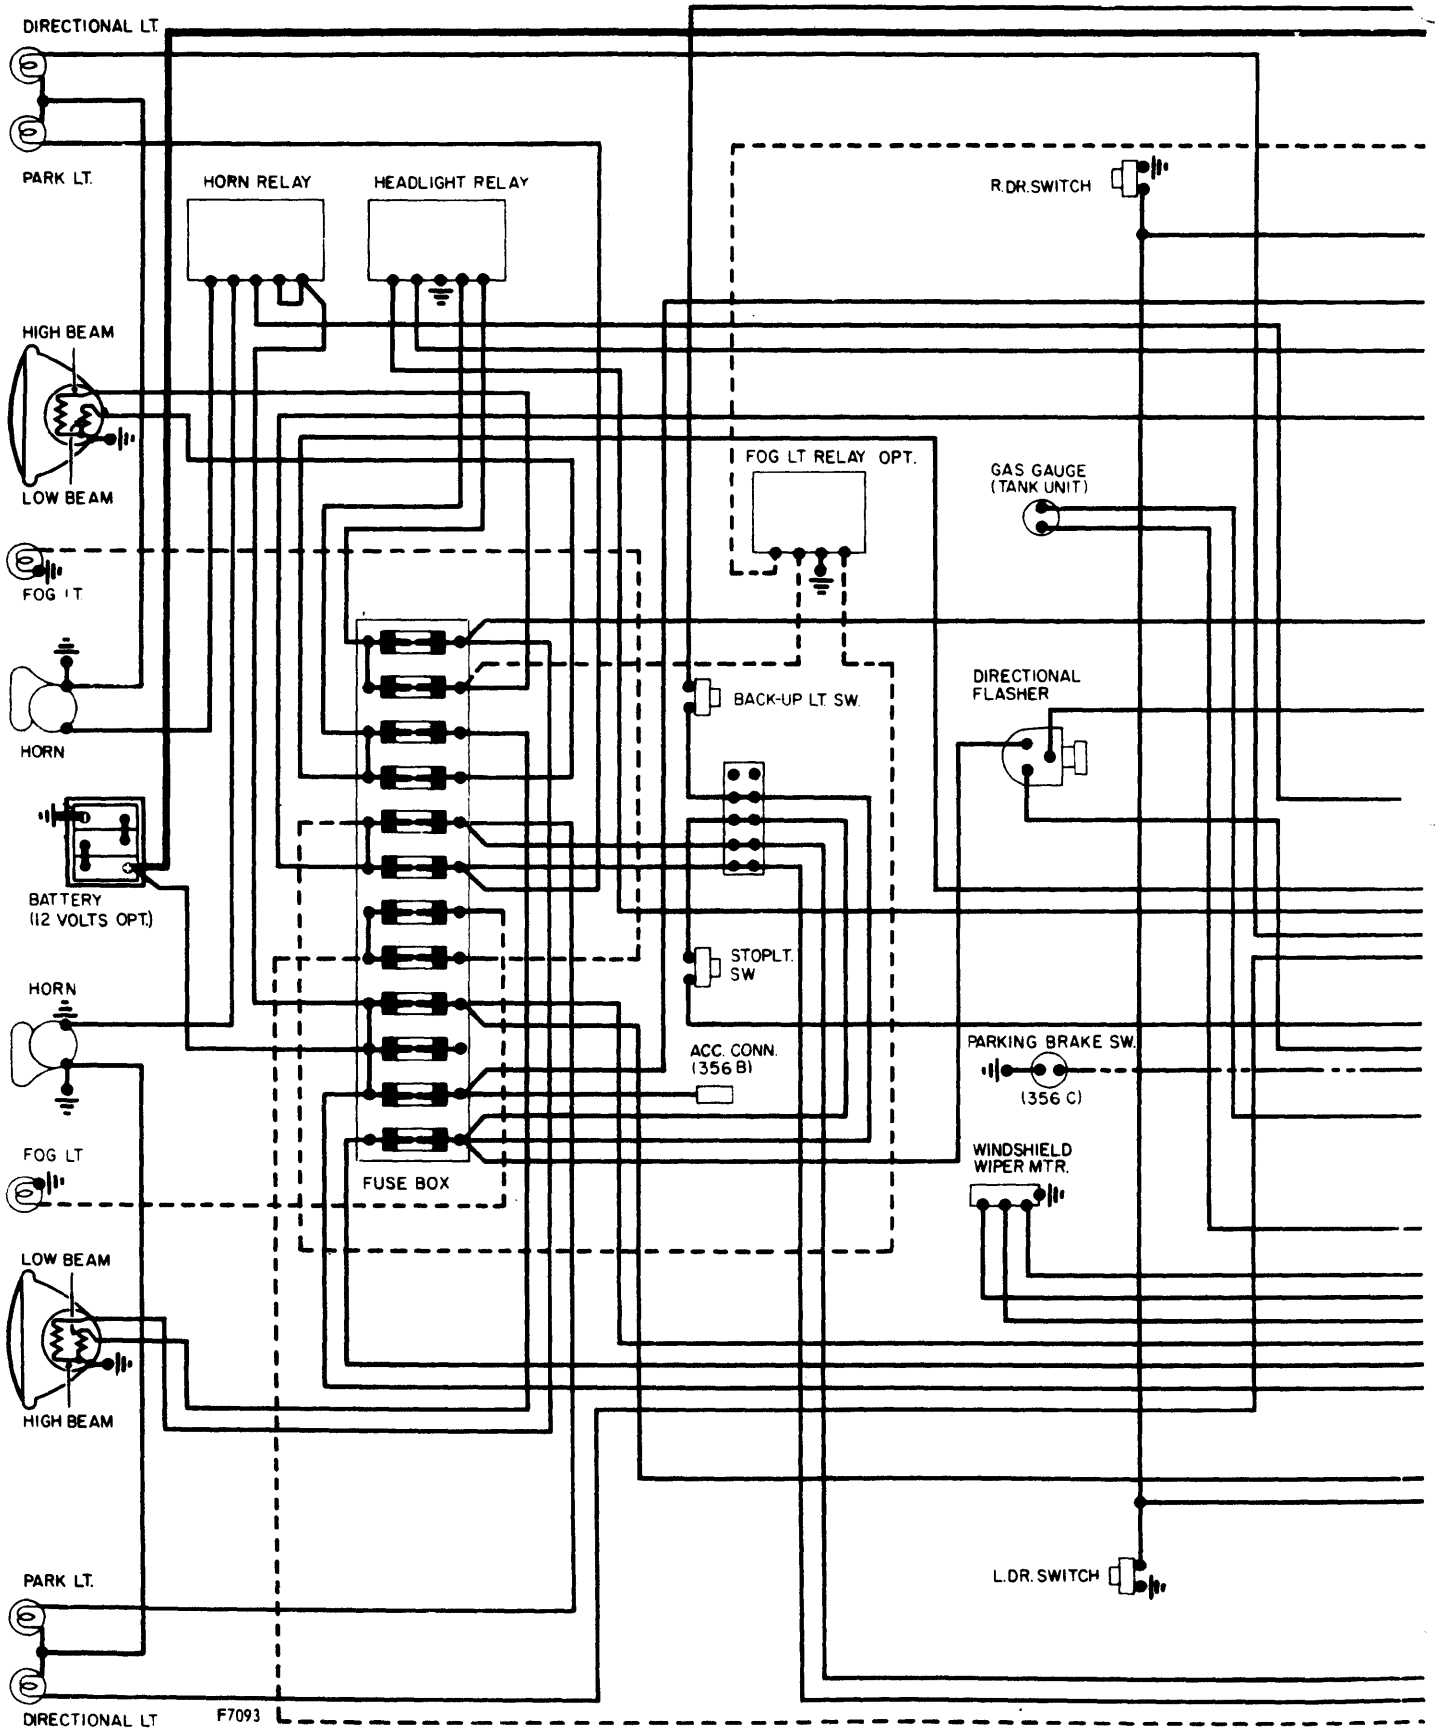 DIRECTIONAL LT.
PARK LT.
HORN RELAY
HEADLIGHT RELAY
R.DR.SWITCH
HIGH BEAM
LOW BEAM
FOG LT RELAY OPT.
GAS GAUGE
(TANK UNIT)
FOG LT
HORN
BACK-UP LT SW.
DIRECTIONAL
FLASHER
BATTERY
(12 VOLTS OPT.)
STOPLT.
SW
HORN
ACC. CONN.
(356 B)
PARKING BRAKE SW.
(356 C)
FOG LT
FUSE BOX
WINDSHIELD
WIPER MTR.
LOW BEAM
HIGH BEAM
PARK LT.
L.DR.SWITCH
DIRECTIONAL LT
F7093